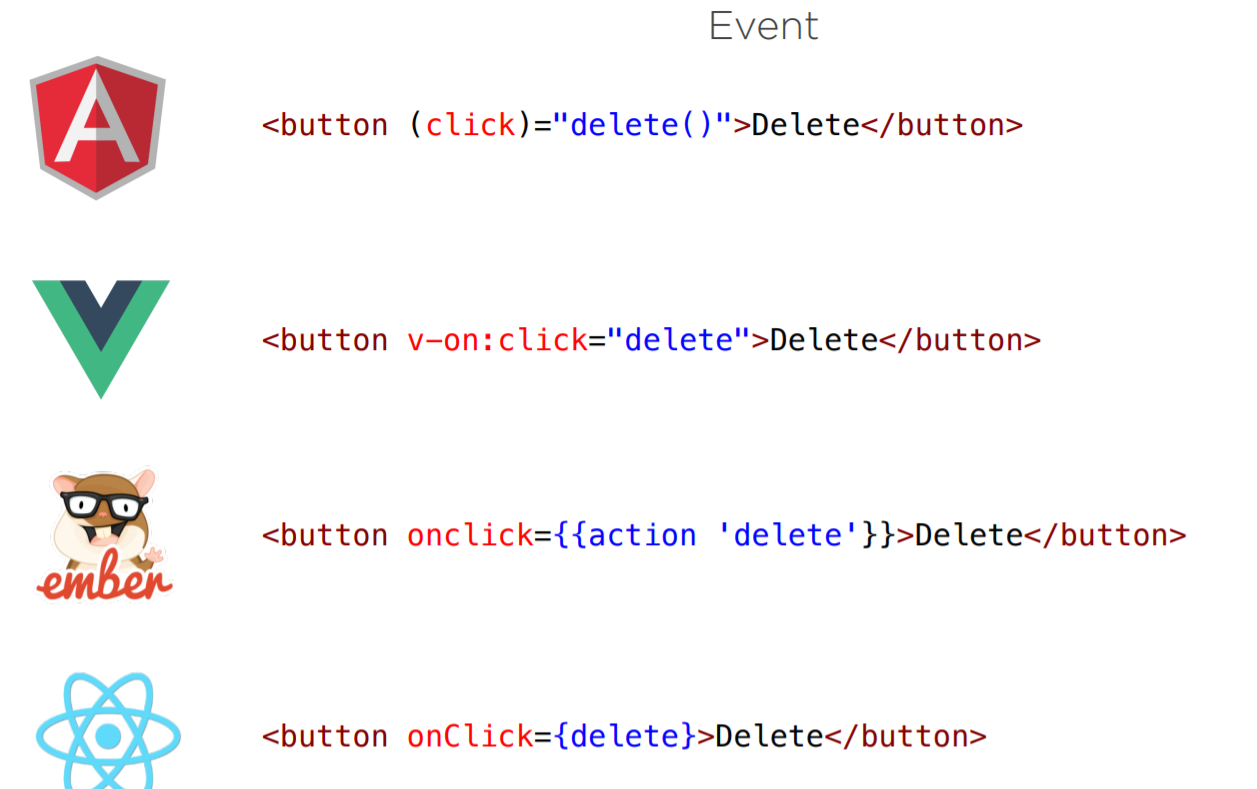 Event
A
<button (click)="delete()">Delete</button>
<button v-on:click="delete">Delete</button>
ember
<button onclick={{action 'delete'}}>Delete</button>
<button onClick={delete}>Delete</button>